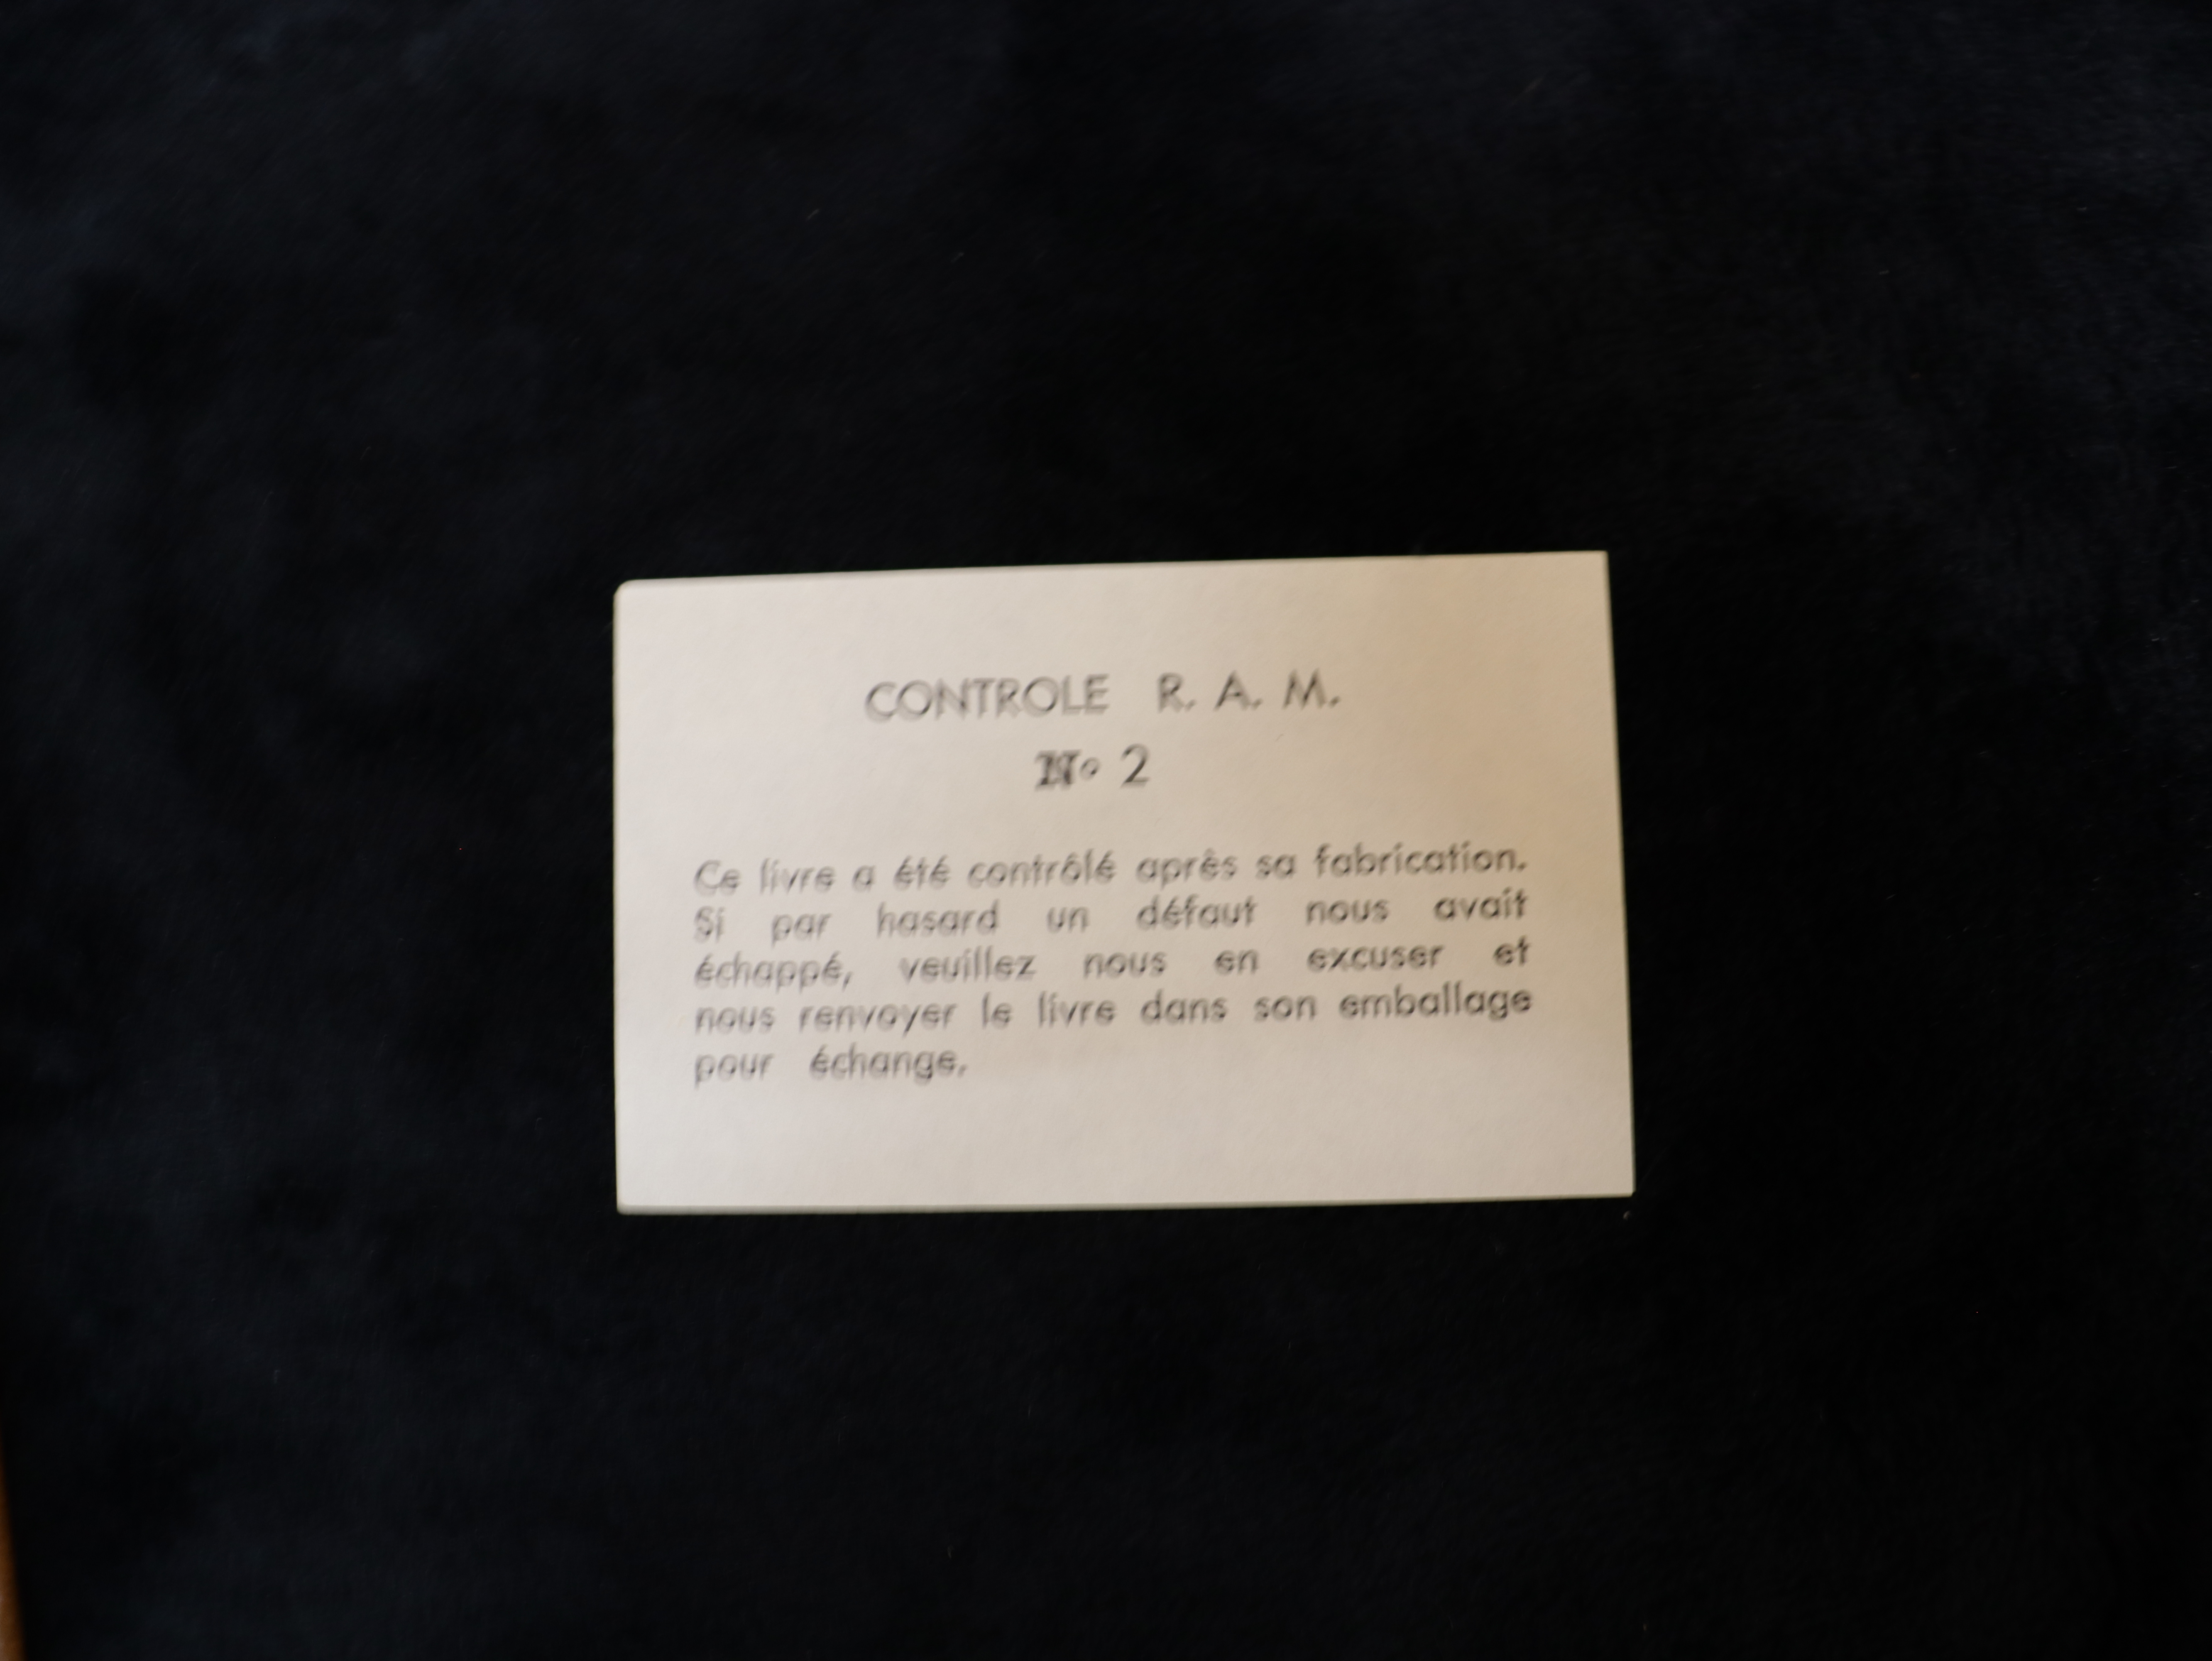 CONTROLE R. A. M.
No 2
Ce livre a été contrôlé après sa fabrication.
Si par hasard un défaut nous avait
échappé, veuillez nous en excuser et
nous renvoyer le livre dans son emballage
pour échange.